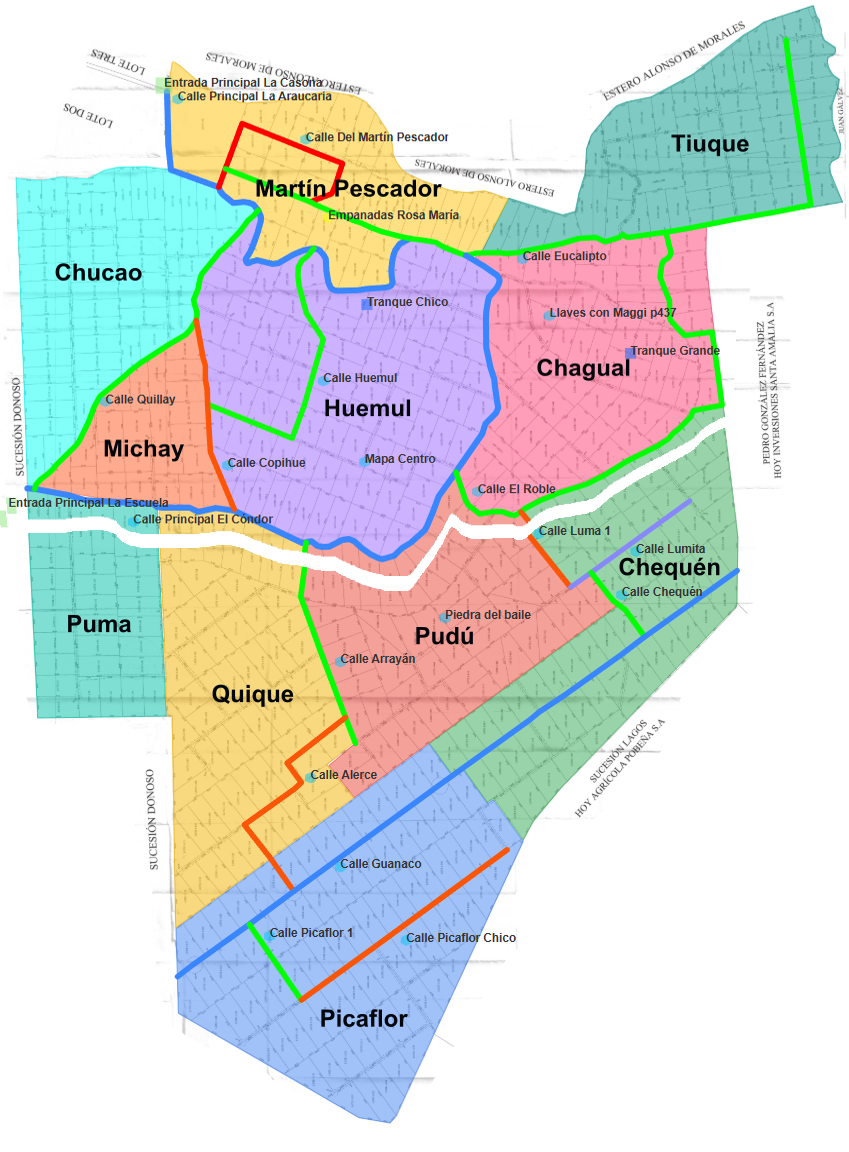 ESTERO ALONSO DE MORALES
LOTE TRES
ESTERO ALONSO DE MORALES
Entrada Principal La Casona
Calle Principal La Araucaria
LOTE DOS
JUAN GÁLVEZ
Calle Del Martín Pescador
Tiuque
ESTERO ALONSO DE MORALES
Martín Pescador
Empanadas Rosa María
Calle Eucalipto
Chucao
Tranque Chico
Llaves con Maggi p437
Tranque Grande
Chagual
PEDRO GONZÁLEZ FERNÁNDEZ
HOY INVERSIONES SANTA AMALIA S.A
Calle Huemul
Calle Quillay
Huemul
SUCESIÓN DONOSO
Michay
Calle Copihue
Mapa Centro
Calle El Roble
Entrada Principal La Escuela
Calle Principal El Cóndor
Calle Luma 1
Calle Lumita
Chequén
Calle Chequén
Puma
Piedra del baile
Pudú
Calle Arrayán
Quique
SUCESIÓN LAGOS
HOY AGRÍCOLA POBEÑA S.A
Calle Alerce
SUCESIÓN DONOSO
Calle Guanaco
Calle Picaflor 1
Calle Picaflor Chico
Picaflor